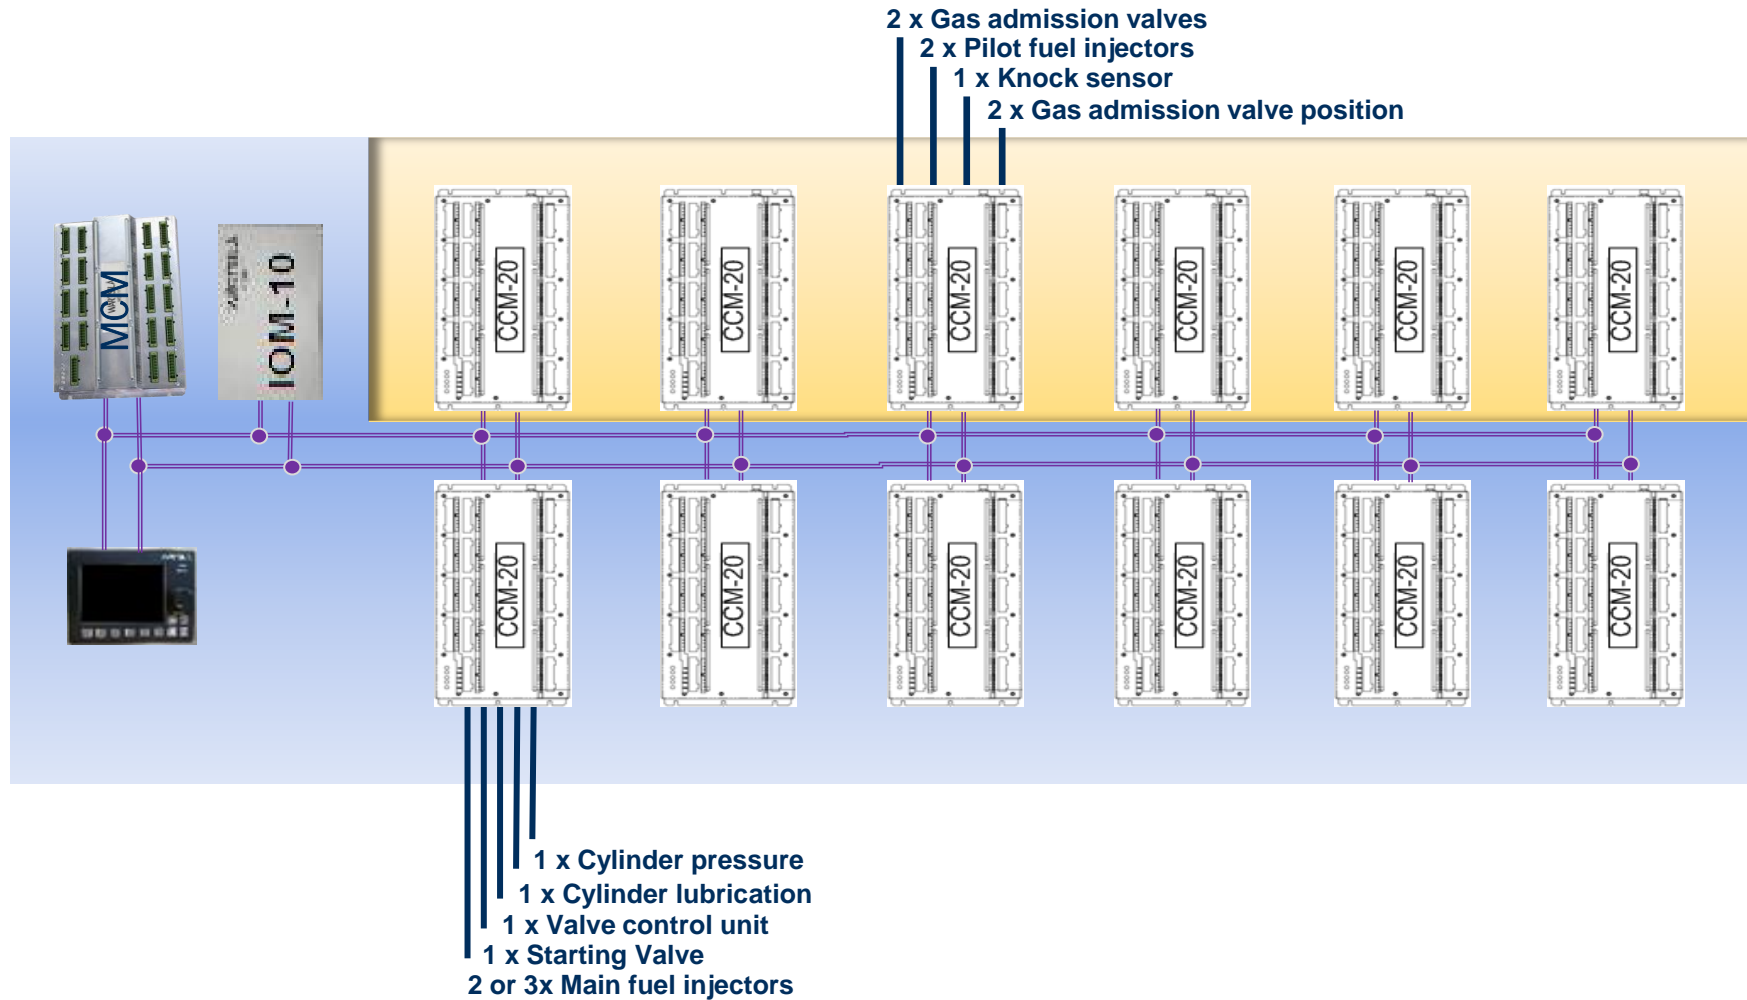 2 x Gas admission valves
2 x Pilot fuel injectors
1 x Knock sensor
2 x Gas admission valve position
MCM
IOM-10
CCM-20
CCM-20
CCM-20
CCM-20
CCM-20
CCM-20
CCM-20
CCM-20
CCM-20
CCM-20
CCM-20
CCM-20
1 x Cylinder pressure
1 x Cylinder lubrication
1 x Valve control unit
1 x Starting Valve
2 or 3x Main fuel injectors